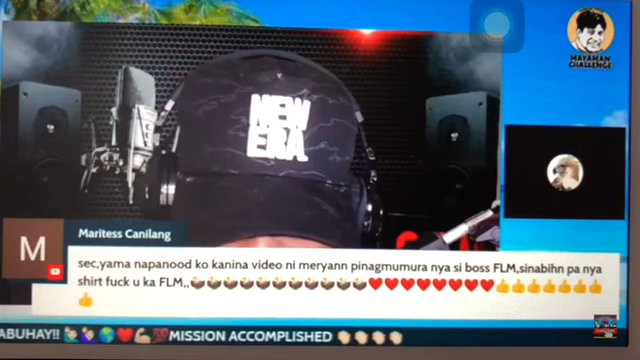 MAYAMAN
CHALLENGE
NEW
ERA
M
Maritess Canilang
sec,yama napanood ko kanina video ni meryann pinagmumura nya si boss FLM,sinabihn pa nya
shirt fuck u ka FLM,,🗳🗳🗳🗳🗳🗳🗳🗳🗳🗳🗳❤️❤️❤️❤️❤️❤️❤️❤️👍👍👍👍👍👍👍
👍
ABUHAY!! 🙋🏻‍♂️🙋🏻‍♀️🌎❤️💪🏼💯MISSION ACCOMPLISHED 👏🏼👏🏼👏🏼👏🏼